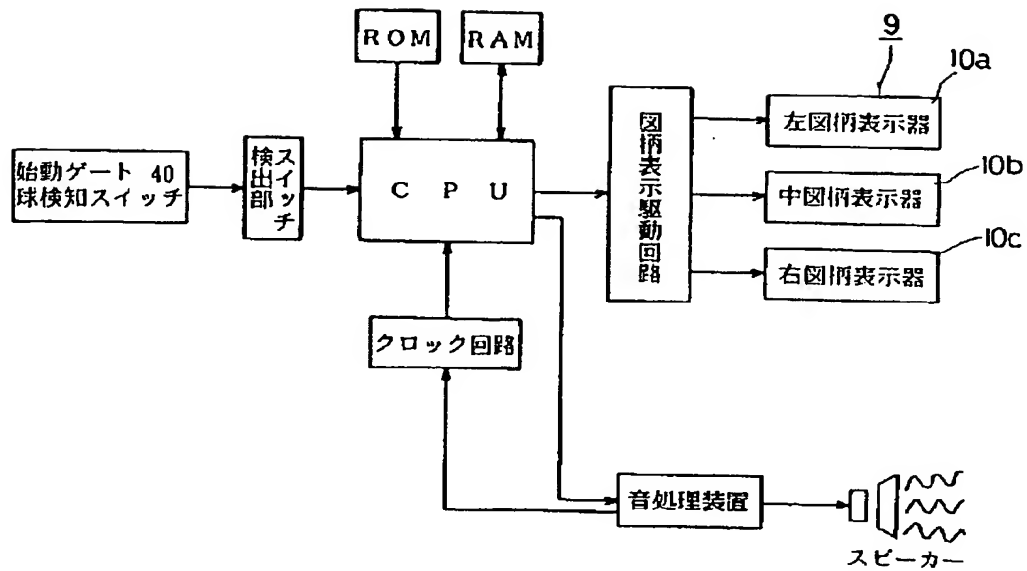 ROM
RAM
9
10a
左図柄表示器
図柄表示駆動回路
始動ゲート 40
球検知スイッチ
スイッチ
検出部
CPU
10b
中図柄表示器
10c
右図柄表示器
クロック回路
音処理装置
スピーカー